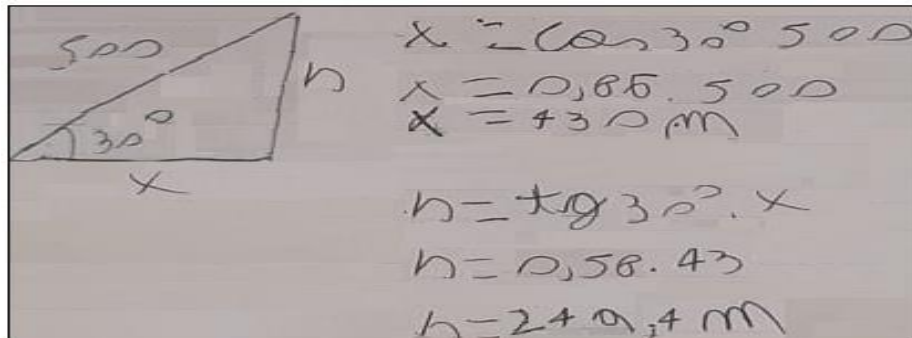 500
h
30°
x
x = Cos 30° 500
x = 0,86. 500
x = 430 m
h = tg 30°. x
h = 0,58. 43
h = 249,4 m